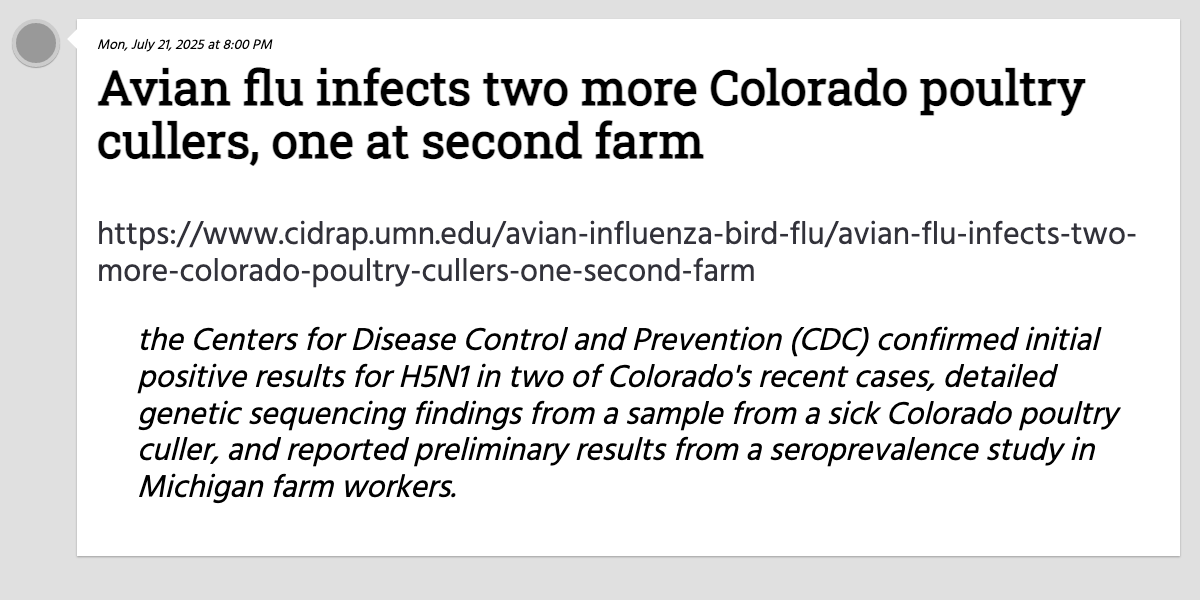 Mon, July 21, 2025 at 8:00 PM
Avian flu infects two more Colorado poultry
cullers, one at second farm
https://www.cidrap.umn.edu/avian-influenza-bird-flu/avian-flu-infects-two-
more-colorado-poultry-cullers-one-second-farm
the Centers for Disease Control and Prevention (CDC) confirmed initial
positive results for H5N1 in two of Colorado's recent cases, detailed
genetic sequencing findings from a sample from a sick Colorado poultry
culler, and reported preliminary results from a seroprevalence study in
Michigan farm workers.